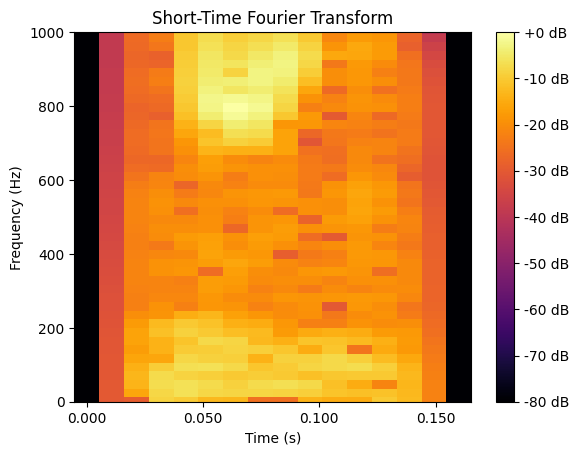 Short-Time Fourier Transform
1000
800
600
400
200
0
Frequency (Hz)
0.000
0.050
0.100
0.150
Time (s)
+0 dB
-10 dB
-20 dB
-30 dB
-40 dB
-50 dB
-60 dB
-70 dB
-80 dB